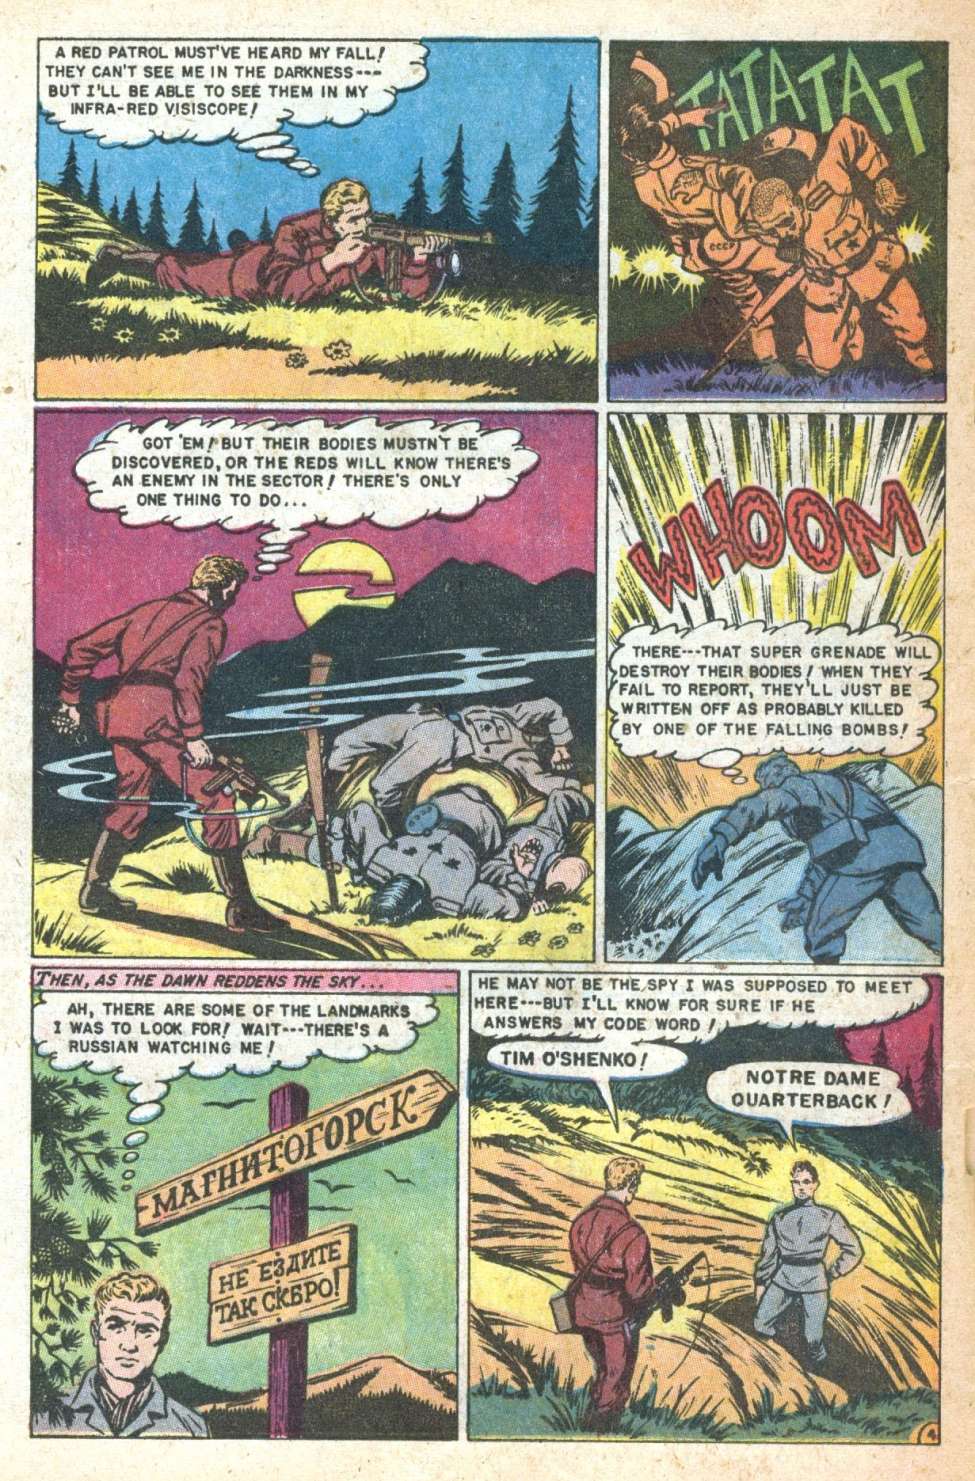 A RED PATROL MUST'VE HEARD MY FALL!
THEY CAN'T SEE ME IN THE DARKNESS---
BUT I'LL BE ABLE TO SEE THEM IN MY
INFRA-RED VISISCOPE!
TATATATAT
CCCP
GOT 'EM! BUT THEIR BODIES MUSTN'T BE
DISCOVERED, OR THE REDS WILL KNOW THERE'S
AN ENEMY IN THE SECTOR! THERE'S ONLY
ONE THING TO DO...
WHOOM
THERE---THAT SUPER GRENADE WILL
DESTROY THEIR BODIES! WHEN THEY
FAIL TO REPORT, THEY'LL JUST BE
WRITTEN OFF AS PROBABLY KILLED
BY ONE OF THE FALLING BOMBS!
THEN, AS THE DAWN REDDENS THE SKY...
AH, THERE ARE SOME OF THE LANDMARKS
I WAS TO LOOK FOR! WAIT---THERE'S A
RUSSIAN WATCHING ME!
МАГНИТОГОРСК
НЕ ЕЗДИТЕ
ТАК СКБРО!
HE MAY NOT BE THE SPY I WAS SUPPOSED TO MEET
HERE---BUT I'LL KNOW FOR SURE IF HE
ANSWERS MY CODE WORD!
TIM O'SHENKO!
NOTRE DAME
QUARTERBACK!
4